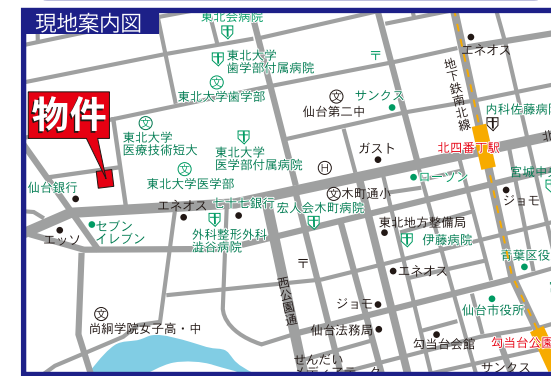 現地案内図
東北会病院
東北大学
歯学部付属病院
東北大学歯学部
エネオス
地下鉄南北線
仙台第二中
サンクス
内科佐藤病
物件
東北大学
医療技術短大
東北大学
医学部付属病院
ガスト
北四番丁駅
北
東北大学医学部
ローソン
宮城中
仙台銀行
エネオス
七十七銀行
木町通小
宏人会木町病院
ジョモ
セブン
イレブン
エッソ
外科整形外科
澁谷病院
東北地方整備局
伊藤病院
青葉区役
西公園通
エネオス
ジョモ
仙台市役所
尚絅学院女子高・中
仙台法務局
勾当台会館
勾当台公園
せんだい
メディアテーク
サンクス